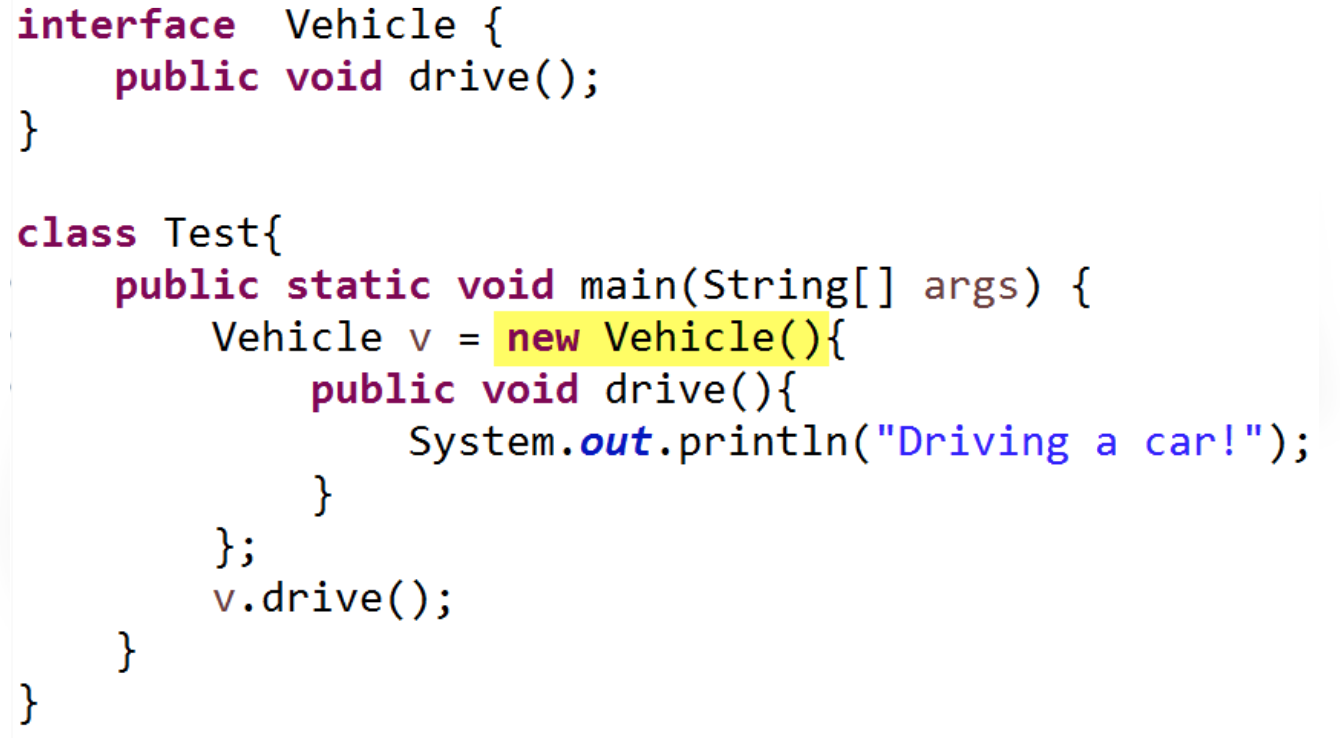 interface  Vehicle {
    public void drive();
}

class Test{
    public static void main(String[] args) {
        Vehicle v = new Vehicle(){
            public void drive(){
                System.out.println("Driving a car!");
            }
        };
        v.drive();
    }
}